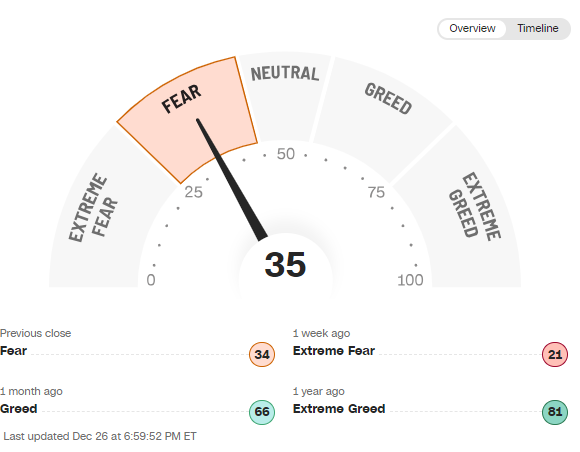 Overview
Timeline
EXTREME
FEAR
FEAR
NEUTRAL
GREED
EXTREME
GREED
0
25
50
75
100
35
Previous close
Fear
34
1 week ago
Extreme Fear
21
1 month ago
Greed
66
1 year ago
Extreme Greed
81
Last updated Dec 26 at 6:59:52 PM ET